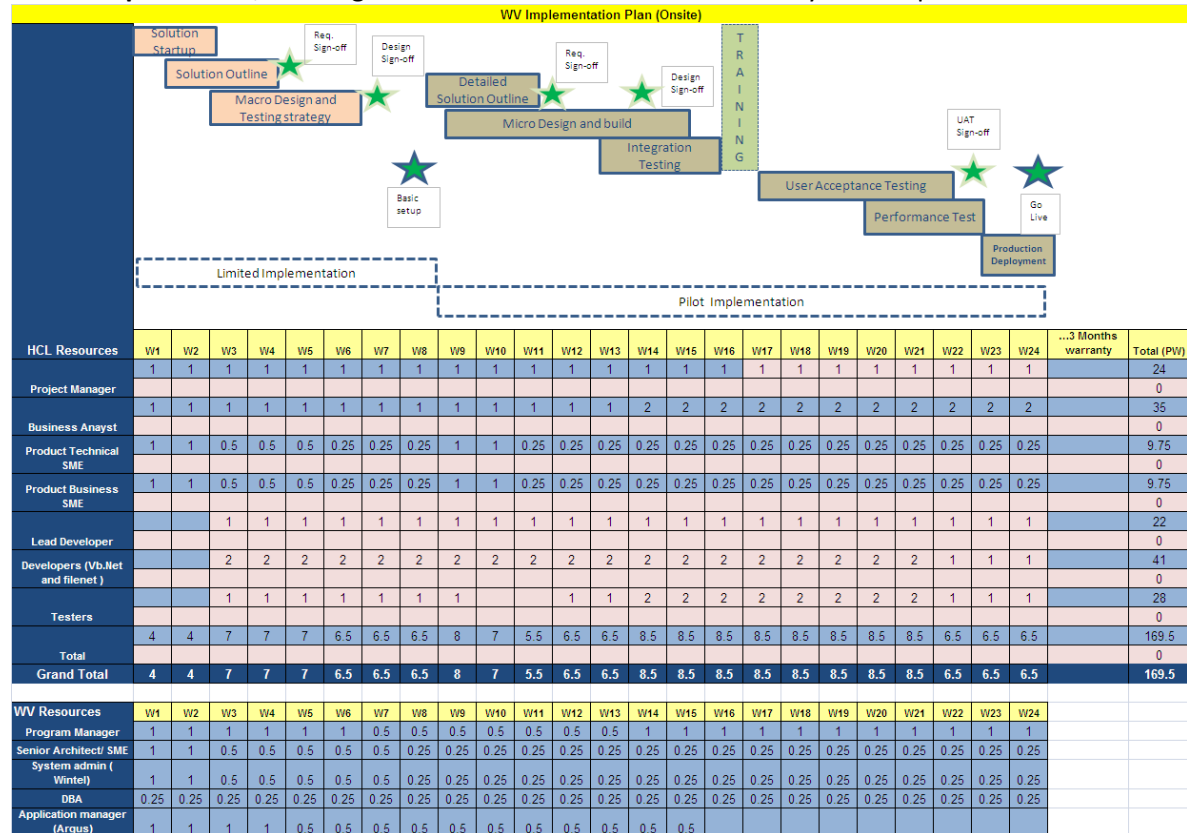 WV Implementation Plan (Onsite)
Solution
Startup
Req.
Sign-off
Design
Sign-off
Solution Outline
Macro Design and
Testing strategy
Basic
setup
Detailed
Solution Outline
Req.
Sign-off
Design
Sign-off
Micro Design and build
Integration
Testing
T
R
A
I
N
I
N
G
UAT
Sign-off
User Acceptance Testing
Performance Test
Go
Live
Production
Deployment
Limited Implementation
Pilot Implementation
HCL Resources W1 W2 W3 W4 W5 W6 W7 W8 W9 W10 W11 W12 W13 W14 W15 W16 W17 W18 W19 W20 W21 W22 W23 W24 ...3 Months warranty Total (PW)
1 1 1 1 1 1 1 1 1 1 1 1 1 1 1 1 1 1 1 1 1 1 1 1 24
Project Manager 0
1 1 1 1 1 1 1 1 1 1 1 1 1 2 2 2 2 2 2 2 2 2 2 2 35
Business Anayst 0
Product Technical 1 1 0.5 0.5 0.5 0.25 0.25 0.25 1 1 0.25 0.25 0.25 0.25 0.25 0.25 0.25 0.25 0.25 0.25 0.25 0.25 0.25 0.25 9.75
SME 0
Product Business 1 1 0.5 0.5 0.5 0.25 0.25 0.25 1 1 0.25 0.25 0.25 0.25 0.25 0.25 0.25 0.25 0.25 0.25 0.25 0.25 0.25 0.25 9.75
SME 0
1 1 1 1 1 1 1 1 1 1 1 1 1 1 1 1 1 1 1 1 1 1 22
Lead Developer 0
Developers (Vb.Net 2 2 2 2 2 2 2 2 2 2 2 2 2 2 2 2 2 2 2 1 1 1 41
and filenet ) 0
1 1 1 1 1 1 1 1 1 2 2 2 2 2 2 2 2 1 1 1 28
Testers 0
4 4 7 7 7 6.5 6.5 6.5 8 7 5.5 6.5 6.5 8.5 8.5 8.5 8.5 8.5 8.5 8.5 8.5 6.5 6.5 6.5 169.5
Total 0
Grand Total 4 4 7 7 7 6.5 6.5 6.5 8 7 5.5 6.5 6.5 8.5 8.5 8.5 8.5 8.5 8.5 8.5 8.5 6.5 6.5 6.5 169.5
WV Resources W1 W2 W3 W4 W5 W6 W7 W8 W9 W10 W11 W12 W13 W14 W15 W16 W17 W18 W19 W20 W21 W22 W23 W24
Program Manager 1 1 1 1 1 1 0.5 0.5 0.5 0.5 0.5 0.5 0.5 1 1 1 1 1 1 1 1 1 1 1
Senior Architect/ SME 1 1 0.5 0.5 0.5 0.5 0.5 0.25 0.25 0.25 0.25 0.25 0.25 0.25 0.25 0.25 0.25 0.25 0.25 0.25 0.25 0.25 0.25 0.25
System admin (
Wintel) 1 1 0.5 0.5 0.5 0.5 0.5 0.25 0.25 0.25 0.25 0.25 0.25 0.25 0.25 0.25 0.25 0.25 0.25 0.25 0.25 0.25 0.25 0.25
DBA 0.25 0.25 0.25 0.25 0.25 0.25 0.25 0.25 0.25 0.25 0.25 0.25 0.25 0.25 0.25 0.25 0.25 0.25 0.25 0.25 0.25 0.25 0.25 0.25
Application manager
(Argus) 1 1 1 1 0.5 0.5 0.5 0.5 0.5 0.5 0.5 0.5 0.5 0.5 0.5